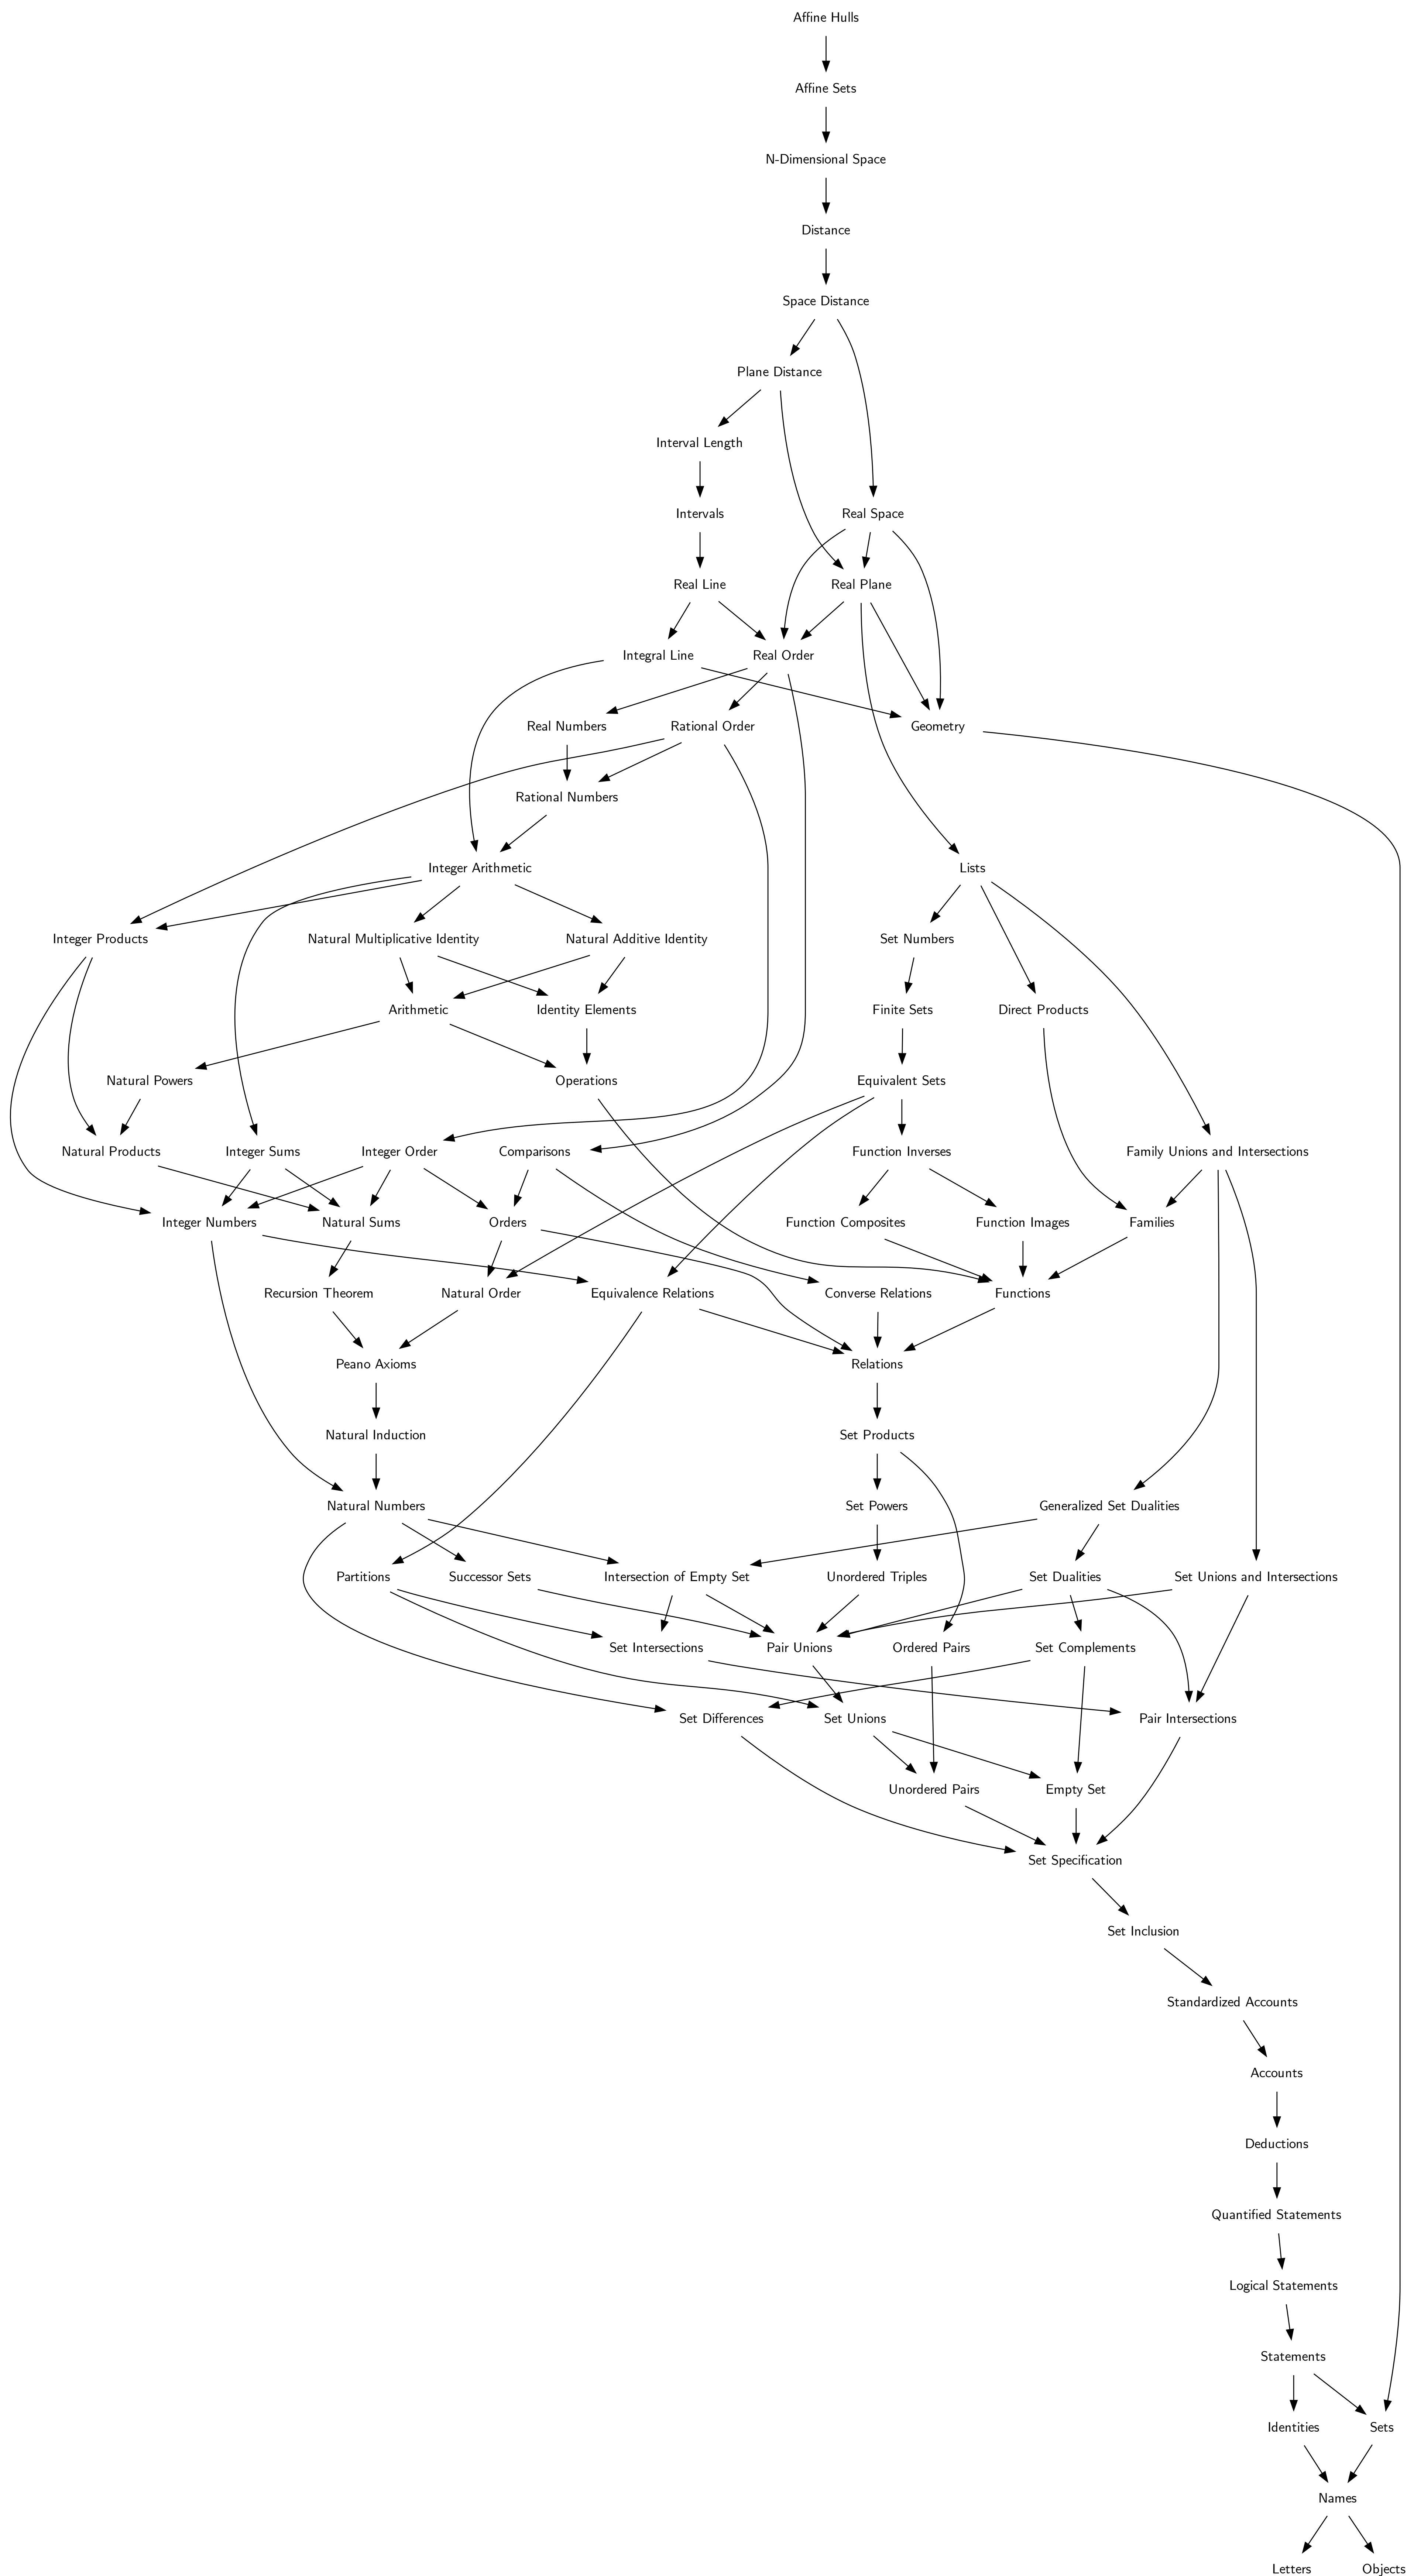 Affine Hulls
Affine Sets
N-Dimensional Space
Distance
Space Distance
Plane Distance
Interval Length
Intervals
Real Space
Real Line
Real Plane
Integral Line
Real Order
Real Numbers
Rational Order
Geometry
Rational Numbers
Integer Arithmetic
Lists
Integer Products
Natural Multiplicative Identity
Natural Additive Identity
Set Numbers
Arithmetic
Identity Elements
Finite Sets
Direct Products
Natural Powers
Operations
Equivalent Sets
Natural Products
Integer Sums
Integer Order
Comparisons
Function Inverses
Family Unions and Intersections
Integer Numbers
Natural Sums
Orders
Function Composites
Function Images
Families
Recursion Theorem
Natural Order
Equivalence Relations
Converse Relations
Functions
Peano Axioms
Relations
Natural Induction
Set Products
Natural Numbers
Set Powers
Generalized Set Dualities
Partitions
Successor Sets
Intersection of Empty Set
Unordered Triples
Set Dualities
Set Unions and Intersections
Set Intersections
Pair Unions
Ordered Pairs
Set Complements
Set Differences
Set Unions
Pair Intersections
Unordered Pairs
Empty Set
Set Specification
Set Inclusion
Standardized Accounts
Accounts
Deductions
Quantified Statements
Logical Statements
Statements
Identities
Sets
Names
Letters
Objects